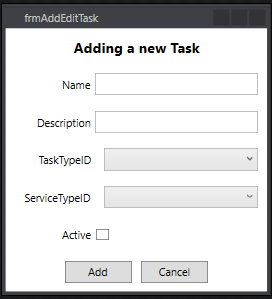 frmAddEditTask
Adding a new Task
Name
Description
TaskTypeID
ServiceTypeID
Active
Add Cancel